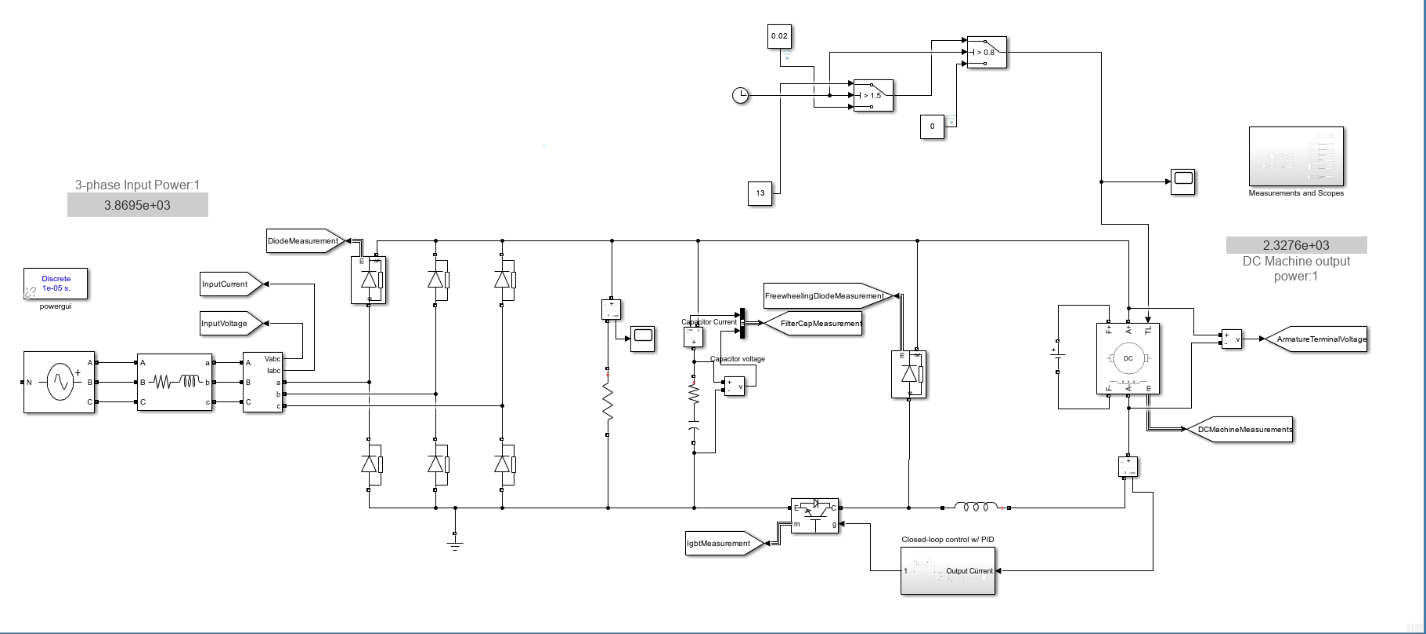 0.02
> 0.8
> 1.5
0
13
Measurements and Scopes
3-phase Input Power:1
3.8695e+03
2.3276e+03
DC Machine output
power:1
DiodeMeasurement
Discrete
1e-05 s.
powergui
InputCurrent
InputVoltage
FreewheelingDiodeMeasurement
Capacitor Current
FilterCapMeasurement
Capacitor voltage
ArmatureTerminalVoltage
F+
A+
TL
DC
F-
A-
m
N
A
B
C
A
B
C
a
b
c
A
B
C
Vabc
Iabc
a
b
c
v
v
DCMachineMeasurements
E
C
m
g
IgbtMeasurement
Closed-loop control w/ PID
1
Output Current